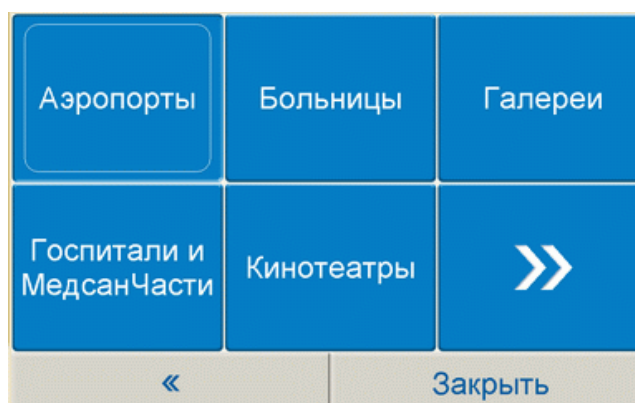 Аэропорты
Больницы
Галереи
Госпитали и
МедсанЧасти
Кинотеатры
»
«
Закрыть